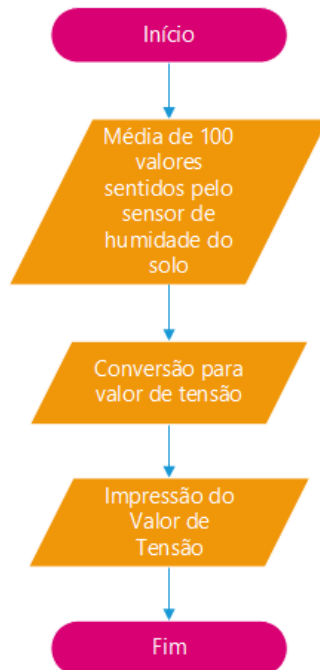 Início
Média de 100
valores
sentidos pelo
sensor de
humidade do
solo
Conversão para
valor de tensão
Impressão do
Valor de
Tensão
Fim